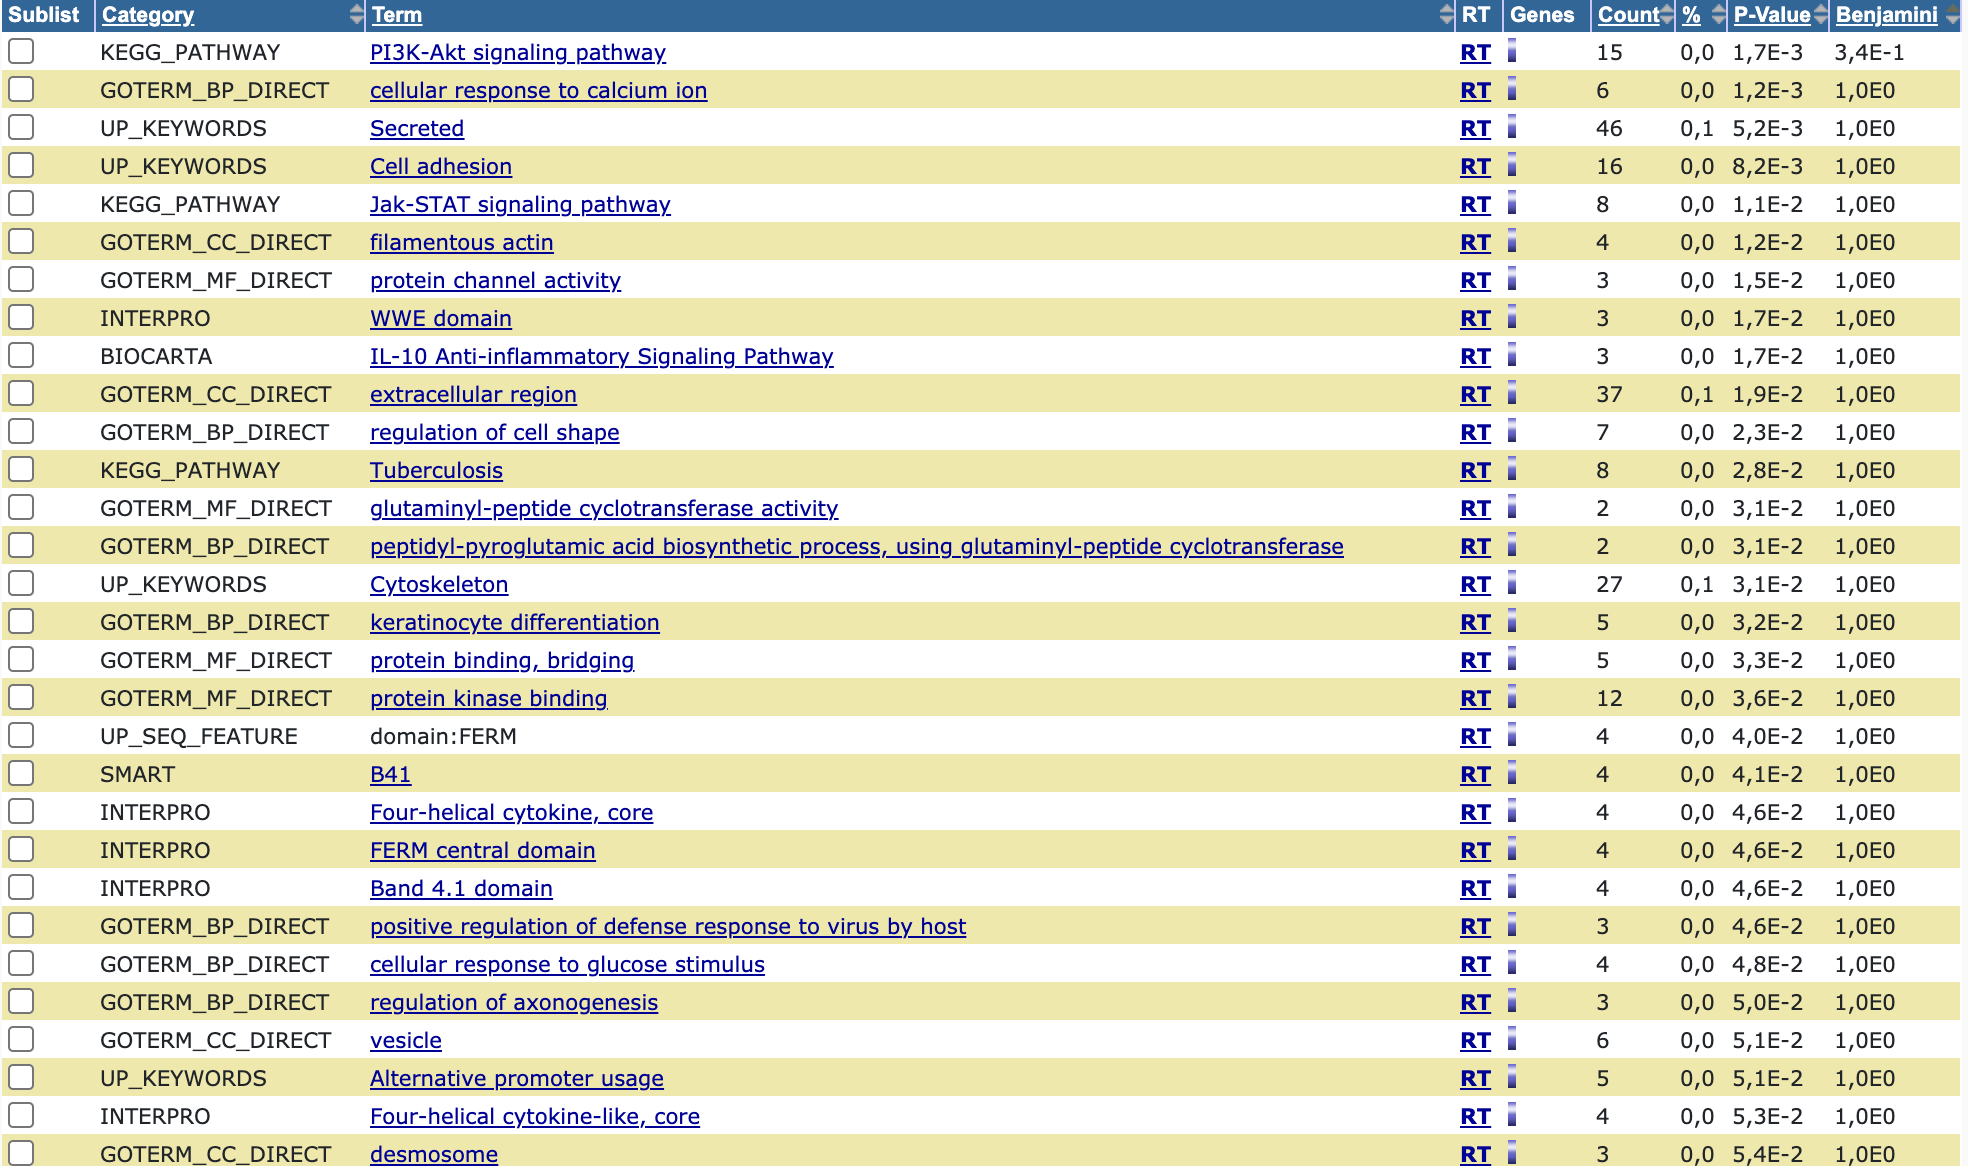 Sublist Category Term RT Genes Count % P-Value Benjamini
KEGG_PATHWAY PI3K-Akt signaling pathway RT 15 0,0 1,7E-3 3,4E-1
GOTERM_BP_DIRECT cellular response to calcium ion RT 6 0,0 1,2E-3 1,0E0
UP_KEYWORDS Secreted RT 46 0,1 5,2E-3 1,0E0
UP_KEYWORDS Cell adhesion RT 16 0,0 8,2E-3 1,0E0
KEGG_PATHWAY Jak-STAT signaling pathway RT 8 0,0 1,1E-2 1,0E0
GOTERM_CC_DIRECT filamentous actin RT 4 0,0 1,2E-2 1,0E0
GOTERM_MF_DIRECT protein channel activity RT 3 0,0 1,5E-2 1,0E0
INTERPRO WWE domain RT 3 0,0 1,7E-2 1,0E0
BIOCARTA IL-10 Anti-inflammatory Signaling Pathway RT 3 0,0 1,7E-2 1,0E0
GOTERM_CC_DIRECT extracellular region RT 37 0,1 1,9E-2 1,0E0
GOTERM_BP_DIRECT regulation of cell shape RT 7 0,0 2,3E-2 1,0E0
KEGG_PATHWAY Tuberculosis RT 8 0,0 2,8E-2 1,0E0
GOTERM_MF_DIRECT glutaminyl-peptide cyclotransferase activity RT 2 0,0 3,1E-2 1,0E0
GOTERM_BP_DIRECT peptidyl-pyroglutamic acid biosynthetic process, using glutaminyl-peptide cyclotransferase RT 2 0,0 3,1E-2 1,0E0
UP_KEYWORDS Cytoskeleton RT 27 0,1 3,1E-2 1,0E0
GOTERM_BP_DIRECT keratinocyte differentiation RT 5 0,0 3,2E-2 1,0E0
GOTERM_MF_DIRECT protein binding, bridging RT 5 0,0 3,3E-2 1,0E0
GOTERM_MF_DIRECT protein kinase binding RT 12 0,0 3,6E-2 1,0E0
UP_SEQ_FEATURE domain:FERM RT 4 0,0 4,0E-2 1,0E0
SMART B41 RT 4 0,0 4,1E-2 1,0E0
INTERPRO Four-helical cytokine, core RT 4 0,0 4,6E-2 1,0E0
INTERPRO FERM central domain RT 4 0,0 4,6E-2 1,0E0
INTERPRO Band 4.1 domain RT 4 0,0 4,6E-2 1,0E0
GOTERM_BP_DIRECT positive regulation of defense response to virus by host RT 3 0,0 4,6E-2 1,0E0
GOTERM_BP_DIRECT cellular response to glucose stimulus RT 4 0,0 4,8E-2 1,0E0
GOTERM_BP_DIRECT regulation of axonogenesis RT 3 0,0 5,0E-2 1,0E0
GOTERM_CC_DIRECT vesicle RT 6 0,0 5,1E-2 1,0E0
UP_KEYWORDS Alternative promoter usage RT 5 0,0 5,1E-2 1,0E0
INTERPRO Four-helical cytokine-like, core RT 4 0,0 5,3E-2 1,0E0
GOTERM_CC_DIRECT desmosome RT 3 0,0 5,4E-2 1,0E0